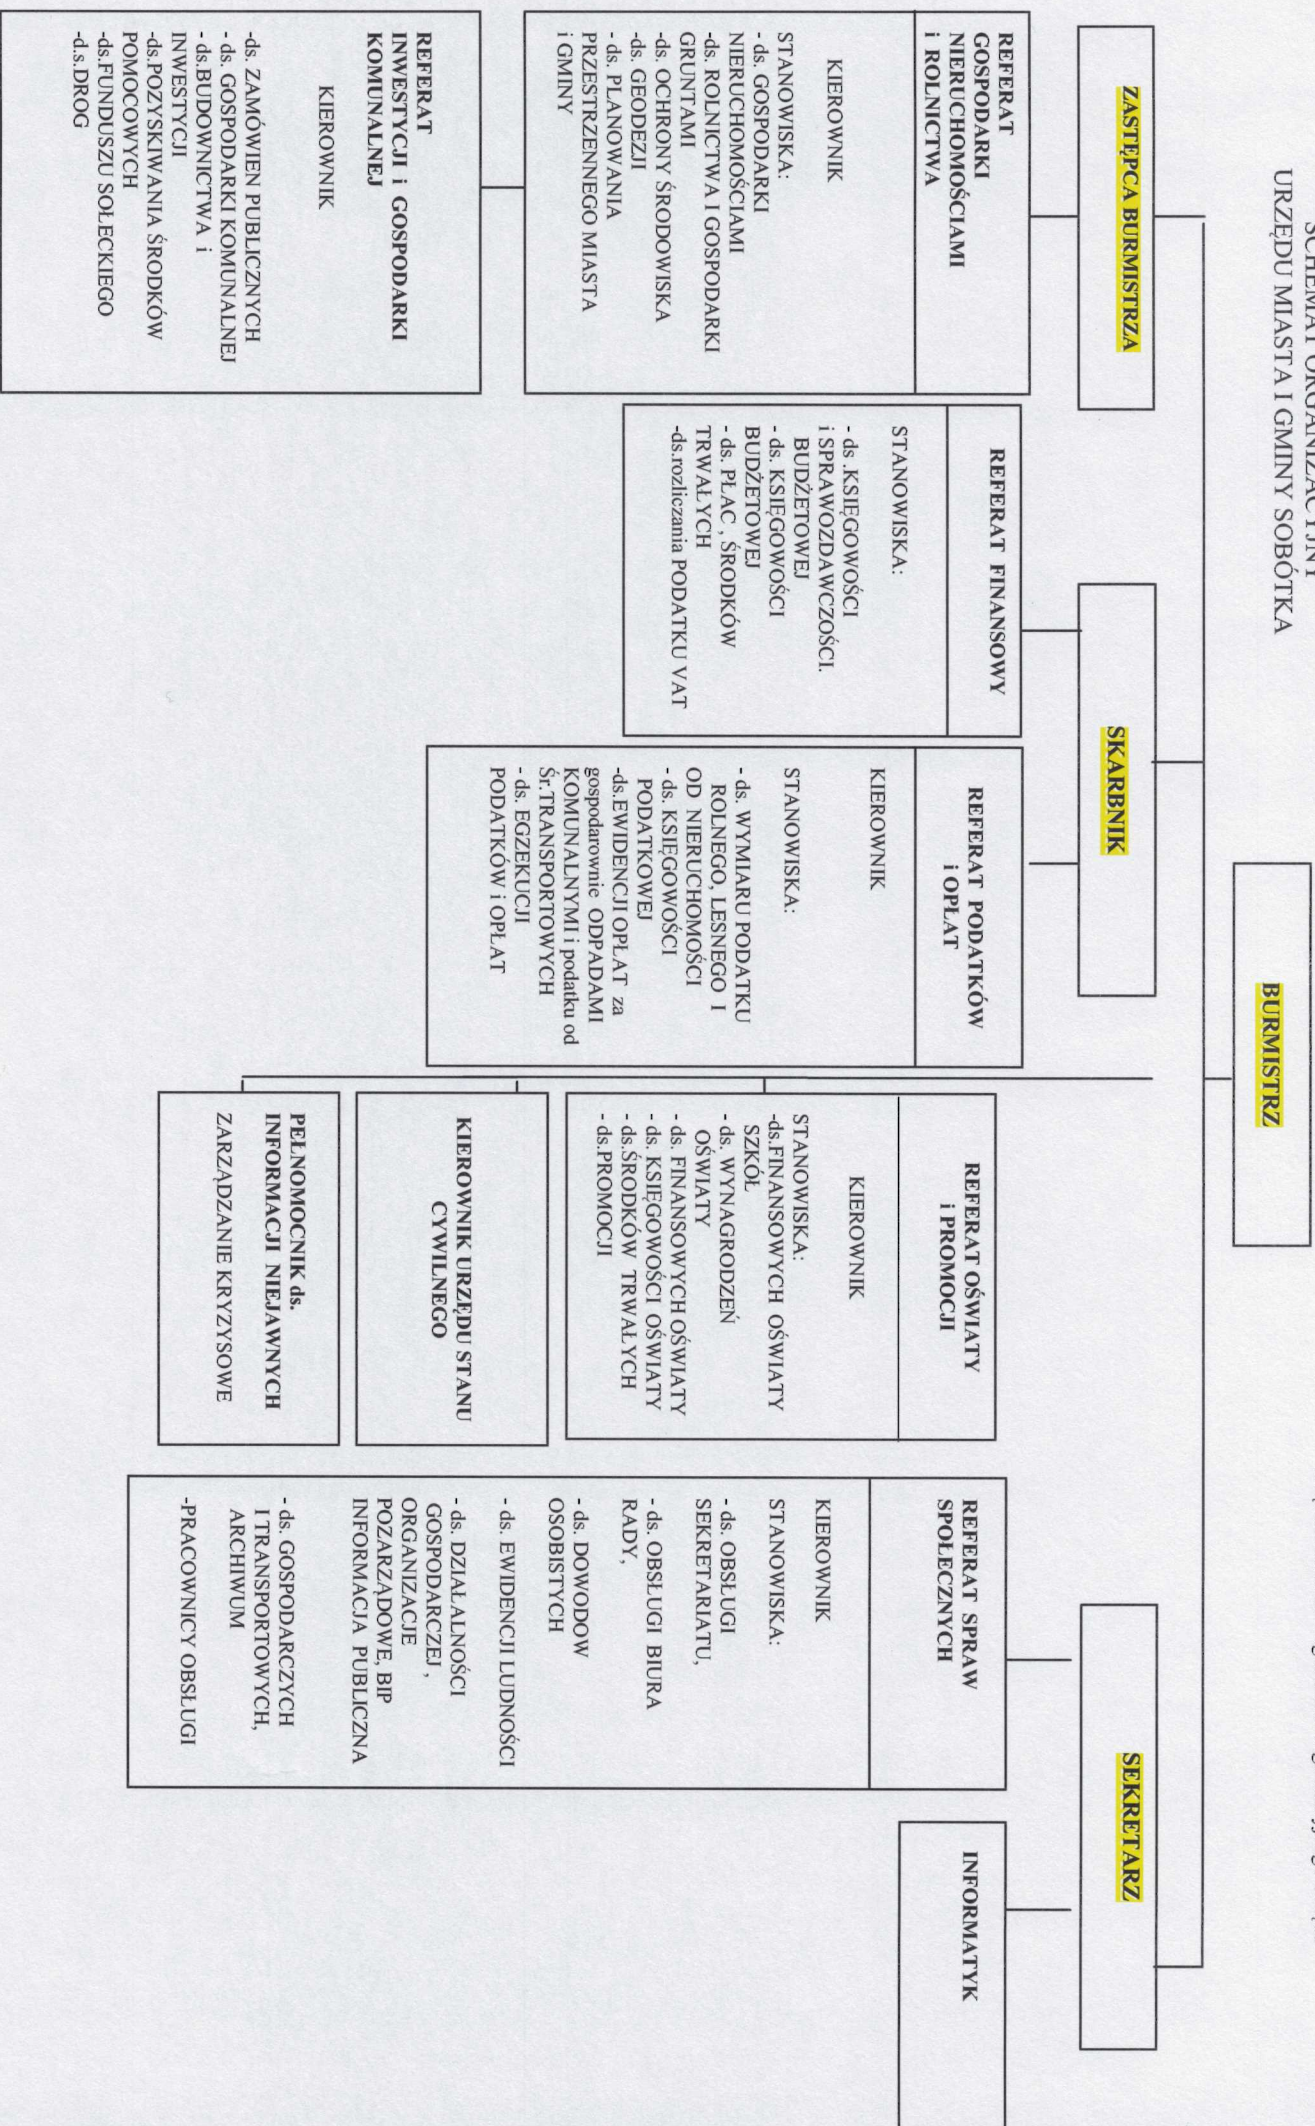 SCHEMAT ORGANIZACYJNY
URZĘDU MIASTA I GMINY SOBÓTKA
BURMISTRZ
ZASTĘPCA BURMISTRZA
SKARBNIK
SEKRETARZ
REFERAT
GOSPODARKI
NIERUCHOMOŚCIAMI
i ROLNICTWA
KIEROWNIK
STANOWISKA:
- ds. GOSPODARKI
NIERUCHOMOŚCIAMI
-ds. ROLNICTWA I GOSPODARKI
GRUNTAMI
-ds. OCHRONY ŚRODOWISKA
-ds. GEODEZJI
- ds. PLANOWANIA
PRZESTRZENNEGO MIASTA
i GMINY
REFERAT
INWESTYCJI i GOSPODARKI
KOMUNALNEJ
KIEROWNIK
-ds. ZAMÓWIEN PUBLICZNYCH
- ds. GOSPODARKI KOMUNALNEJ
- ds.BUDOWNICTWA i
INWESTYCJI
-ds.POZYSKIWANIA ŚRODKÓW
POMOCOWYCH
-ds.FUNDUSZU SOŁECKIEGO
-d.s.DROG
REFERAT FINANSOWY
STANOWISKA:
- ds .KSIĘGOWOŚCI
i SPRAWOZDAWCZOŚCI.
BUDŻETOWEJ
- ds. KSIĘGOWOŚCI
BUDŻETOWEJ
- ds. PŁAC , ŚRODKÓW
TRWAŁYCH
-ds.rozliczania PODATKU VAT
REFERAT PODATKÓW
i OPŁAT
KIEROWNIK
STANOWISKA:
- ds. WYMIARU PODATKU
ROLNEGO, LESNEGO I
OD NIERUCHOMOŚCI
- ds. KSIĘGOWOŚCI
PODATKOWEJ
-ds.EWIDENCJI OPŁAT za
gospodarownie ODPADAMI
KOMUNALNYMI i podatku od
Śr.TRANSPORTOWYCH
- ds. EGZEKUCJI
PODATKÓW i OPŁAT
REFERAT OŚWIATY
i PROMOCJI
KIEROWNIK
STANOWISKA:
-ds.FINANSOWYCH OŚWIATY
SZKÓŁ
- ds. WYNAGRODZEŃ
OŚWIATY
- ds. FINANSOWYCH OŚWIATY
- ds. KSIĘGOWOŚCI OŚWIATY
- ds.ŚRODKÓW TRWAŁYCH
- ds.PROMOCJI
KIEROWNIK URZĘDU STANU
CYWILNEGO
PEŁNOMOCNIK ds.
INFORMACJI NIEJAWNYCH
ZARZĄDZANIE KRYZYSOWE
REFERAT SPRAW
SPOŁECZNYCH
KIEROWNIK
STANOWISKA:
- ds. OBSŁUGI
SEKRETARIATU,
- ds. OBSŁUGI BIURA
RADY,
- ds. DOWODOW
OSOBISTYCH
- ds. EWIDENCJI LUDNOŚCI
- ds. DZIAŁALNOŚCI
GOSPODARCZEJ ,
ORGANIZACJE
POZARZĄDOWE, BIP
INFORMACJA PUBLICZNA
- ds. GOSPODARCZYCH
I TRANSPORTOWYCH,
ARCHIWUM
-PRACOWNICY OBSŁUGI
INFORMATYK